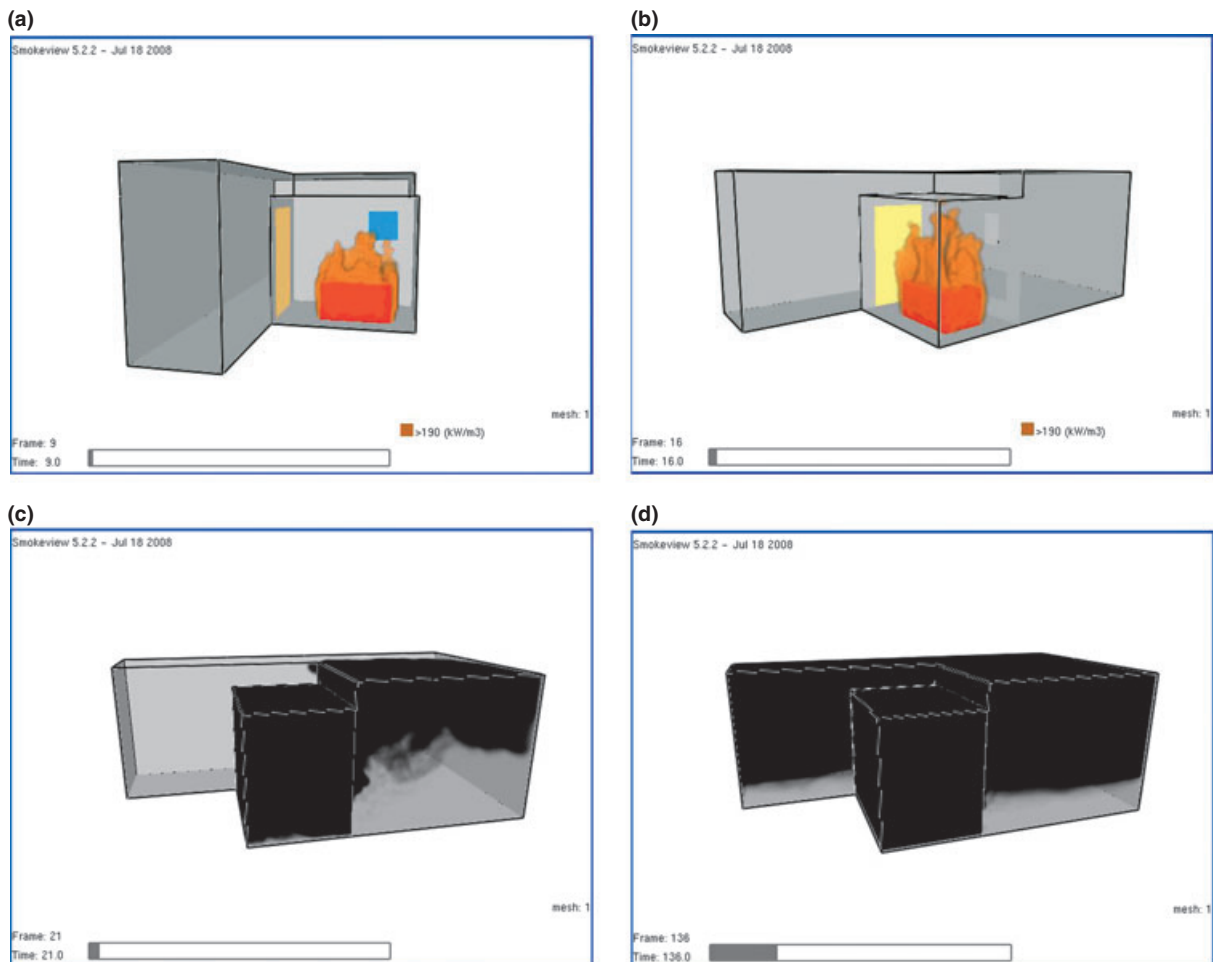 (a)
Smokeview 5.2.2 – Jul 18 2008
mesh: 1
>190 (kW/m3)
Frame: 9
Time: 9.0
(b)
Smokeview 5.2.2 – Jul 18 2008
mesh: 1
>190 (kW/m3)
Frame: 16
Time: 16.0
(c)
Smokeview 5.2.2 – Jul 18 2008
mesh: 1
Frame: 21
Time: 21.0
(d)
Smokeview 5.2.2 – Jul 18 2008
mesh: 1
Frame: 136
Time: 136.0